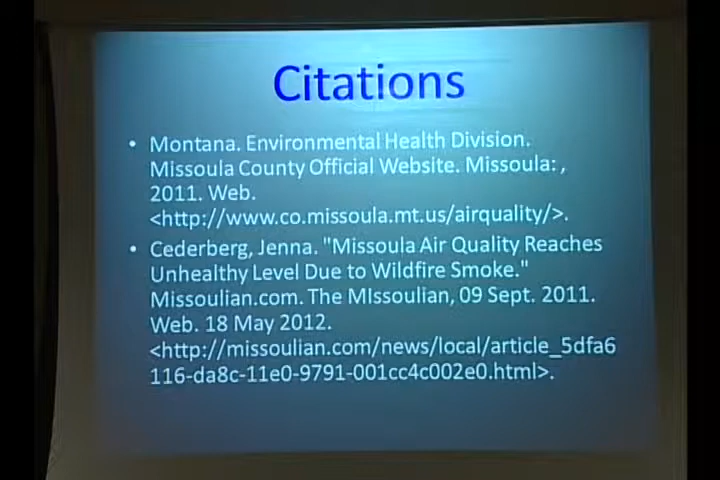 Citations
• Montana. Environmental Health Division.
Missoula County Official Website. Missoula: ,
2011. Web.
<http://www.co.missoula.mt.us/airquality/>.
• Cederberg, Jenna. "Missoula Air Quality Reaches
Unhealthy Level Due to Wildfire Smoke."
Missoulian.com. The MIssoulian, 09 Sept. 2011.
Web. 18 May 2012.
<http://missoulian.com/news/local/article_5dfa6
116-da8c-11e0-9791-001cc4c002e0.html>.